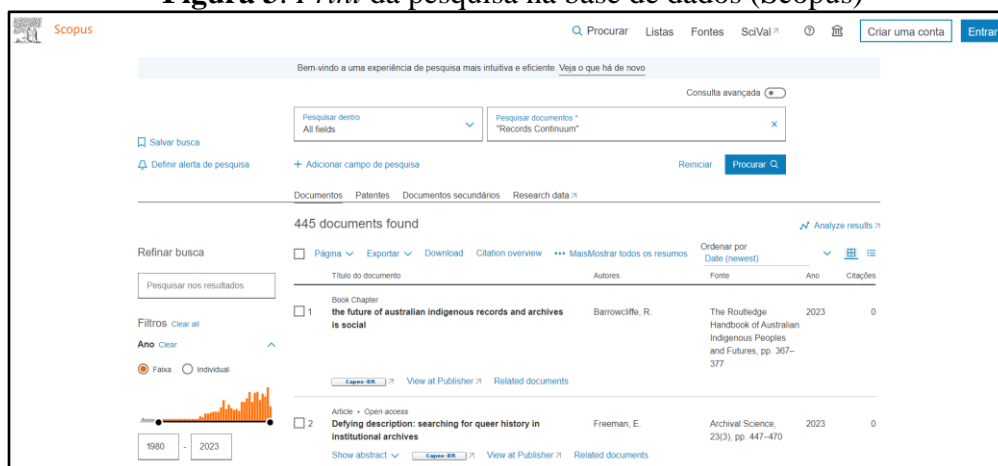 Figura 3. Print da pesquisa na base de dados (Scopus)
Scopus
Procurar Listas Fontes SciVal Criar uma conta Entrar
Bem-vindo a uma experiência de pesquisa mais intuitiva e eficiente. Veja o que há de novo
Consulta avançada
Pesquisar dentro
All fields
Pesquisar documentos *
"Records Continuum"
Salvar busca
Definir alerta de pesquisa
+ Adicionar campo de pesquisa
Reiniciar Procurar
Documentos Patentes Documentos secundários Research data
445 documents found
Analyze results
Refinar busca
Pesquisar nos resultados
Filtros Clear all
Ano Clear
Faixa Individual
1980 - 2023
Página Exportar Download Citation overview ••• MaisMostrar todos os resumos
Ordenar por
Date (newest)
Título do documento Autores Fonte Ano Citações
Book Chapter
1 the future of australian indigenous records and archives
is social
Barrowcliffe, R.
The Routledge
Handbook of Australian
Indigenous Peoples
and Futures, pp. 367–
377
2023 0
Capes-BR View at Publisher Related documents
Article • Open access
2 Defying description: searching for queer history in
institutional archives
Freeman, E.
Archival Science,
23(3), pp. 447–470
2023 0
Show abstract Capes-BR View at Publisher Related documents